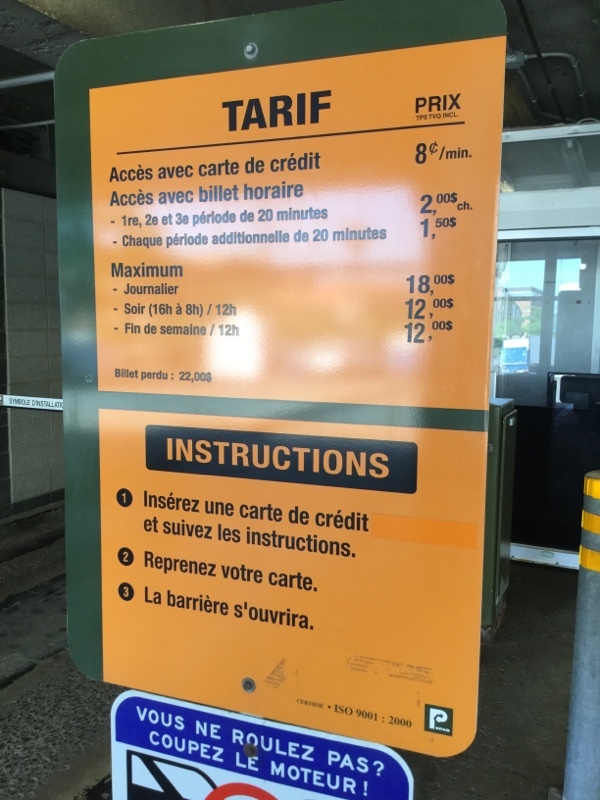 TARIF
PRIX
TPS TVQ INCL.
Accès avec carte de crédit 8¢/min.
Accès avec billet horaire
- 1re, 2e et 3e période de 20 minutes 2,00$ ch.
- Chaque période additionnelle de 20 minutes 1,50$
Maximum
- Journalier 18,00$
- Soir (16h à 8h) / 12h 12,00$
- Fin de semaine / 12h 12,00$
Billet perdu : 22,00$
INSTRUCTIONS
1 Insérez une carte de crédit
et suivez les instructions.
2 Reprenez votre carte.
3 La barrière s'ouvrira.
CERTIFIÉ • ISO 9001 : 2000
P
VOUS NE ROULEZ PAS?
COUPEZ LE MOTEUR!